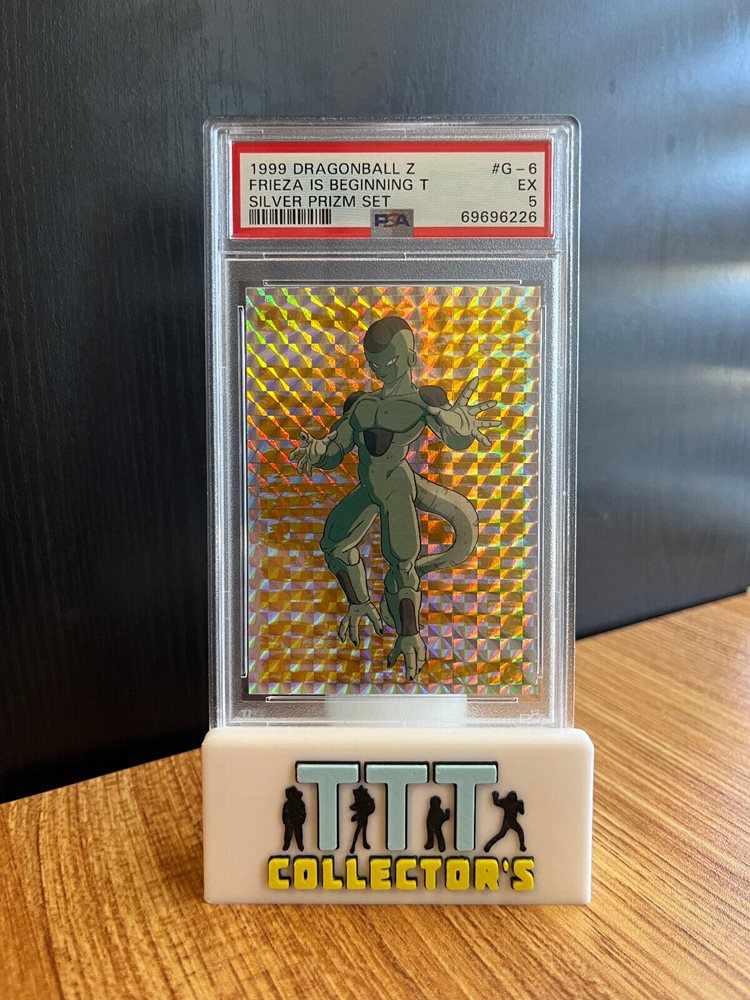 1999 DRAGONBALL Z #G-6
FRIEZA IS BEGINNING T EX
SILVER PRIZM SET 5
PSA 69696226
TTT
COLLECTOR'S